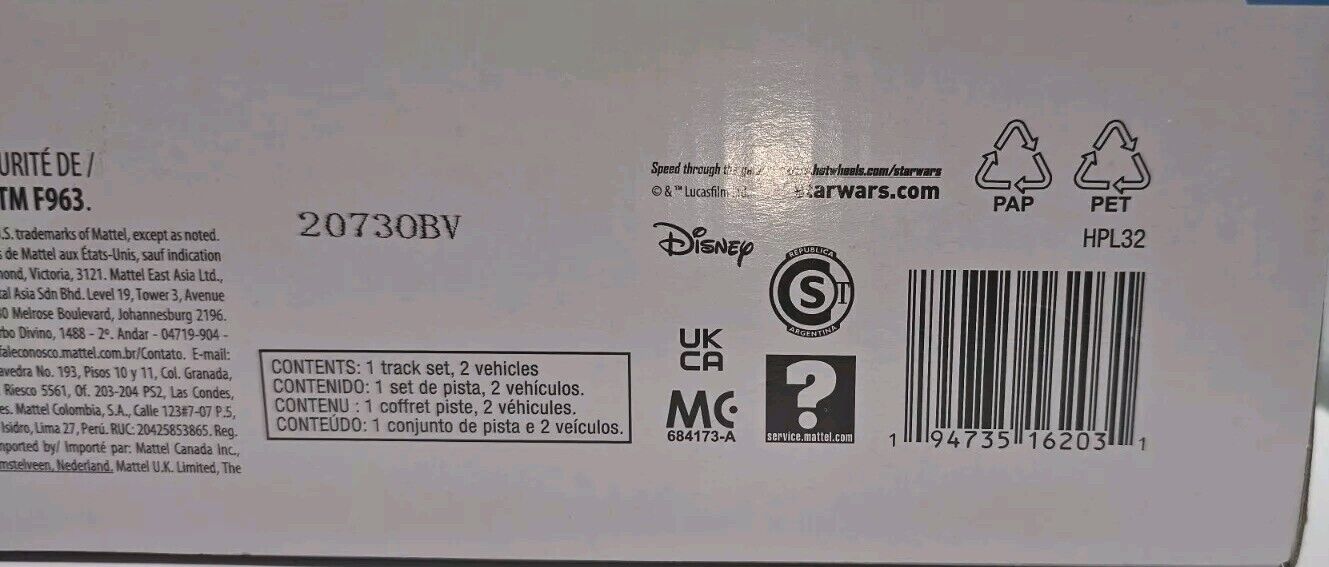 URITÉ DE /
TM F963.
.S. trademarks of Mattel, except as noted.
de Mattel aux États-Unis, sauf indication
mond, Victoria, 3121. Mattel East Asia Ltd.,
al Asia Sdn Bhd. Level 19, Tower 3, Avenue
0 Melrose Boulevard, Johannesburg 2196.
rbo Divino, 1488 - 2º. Andar - 04719-904 -
faleconosco.mattel.com.br/Contato. E-mail:
avedra No. 193, Pisos 10 y 11, Col. Granada,
Riesco 5561, Of. 203-204 PS2, Las Condes,
es. Mattel Colombia, S.A., Calle 123#7-07 P.5,
Isidro, Lima 27, Perú. RUC: 20425853865. Reg.
mported by/ Importé par: Mattel Canada Inc.,
mstelveen, Nederland. Mattel U.K. Limited, The
20730BV
CONTENTS: 1 track set, 2 vehicles
CONTENIDO: 1 set de pista, 2 vehículos.
CONTENU : 1 coffret piste, 2 véhicules.
CONTEÚDO: 1 conjunto de pista e 2 veículos.
Speed through hotwheels.com/starwars
© & ™ Lucasfilm arwars.com
Disney
REPUBLICA
S I
ARGENTINA
UK
CA
MC
684173-A
?
service.mattel.com
PAP
PET
HPL32
1 94735 16203 1